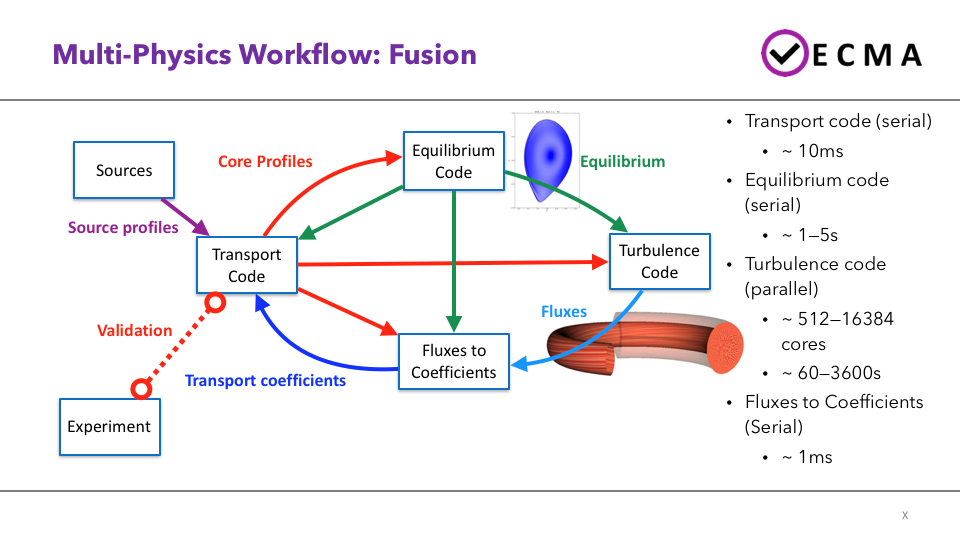 Multi-Physics Workflow: Fusion
ECMA
Sources
Source profiles
Core Profiles
Equilibrium
Code
Equilibrium
Transport
Code
Turbulence
Code
Validation
Fluxes
Transport coefficients
Fluxes to
Coefficients
Experiment
• Transport code (serial)
• ~ 10ms
• Equilibrium code
(serial)
• ~ 1–5s
• Turbulence code
(parallel)
• ~ 512–16384
cores
• ~ 60–3600s
• Fluxes to Coefficients
(Serial)
• ~ 1ms
X